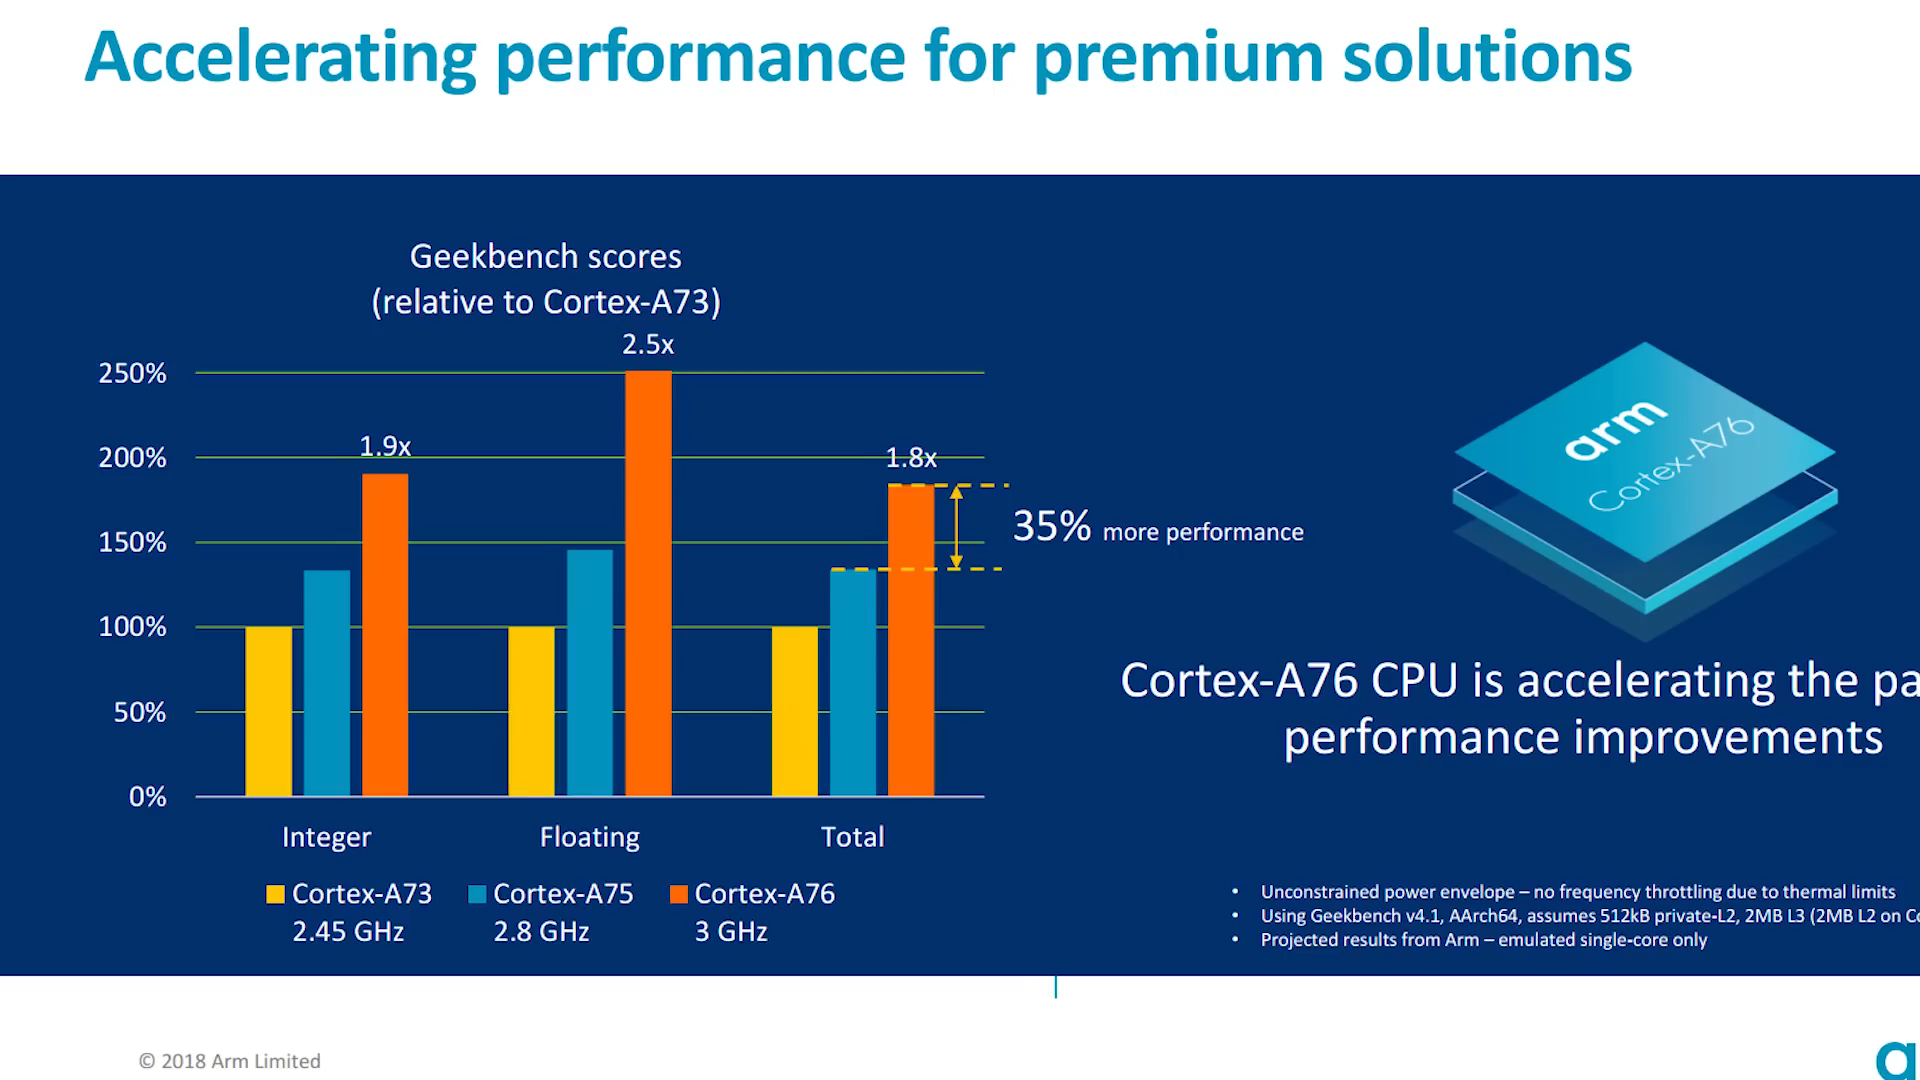 Accelerating performance for premium solutions
Geekbench scores
(relative to Cortex-A73)
250%
200%
150%
100%
50%
0%
1.9x
2.5x
1.8x
35% more performance
Integer
Floating
Total
Cortex-A73
2.45 GHz
Cortex-A75
2.8 GHz
Cortex-A76
3 GHz
arm
Cortex-A76
Cortex-A76 CPU is accelerating the
performance improvements
• Unconstrained power envelope – no frequency throttling due to thermal limits
• Using Geekbench v4.1, AArch64, assumes 512kB private-L2, 2MB L3 (2MB L2 on
• Projected results from Arm – emulated single-core only
© 2018 Arm Limited